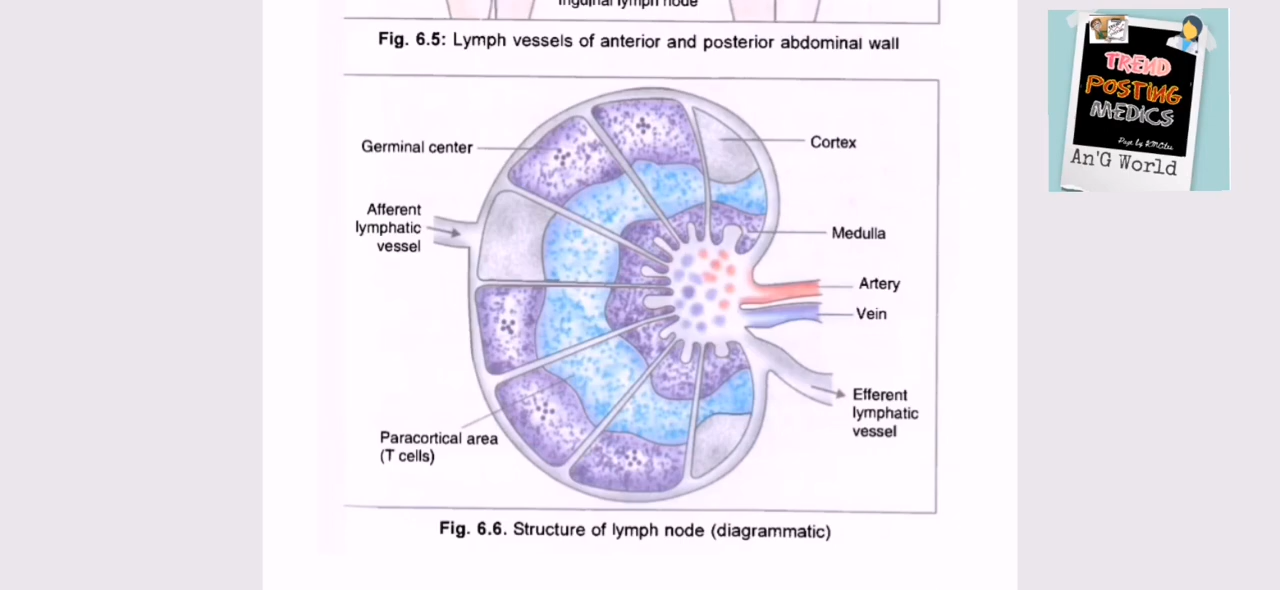 Inguinal lymph node
Fig. 6.5: Lymph vessels of anterior and posterior abdominal wall
Germinal center
Cortex
Afferent
lymphatic
vessel
Medulla
Artery
Vein
Efferent
lymphatic
vessel
Paracortical area
(T cells)
Fig. 6.6. Structure of lymph node (diagrammatic)
TREND
POSTING
MEDICS
An'G World